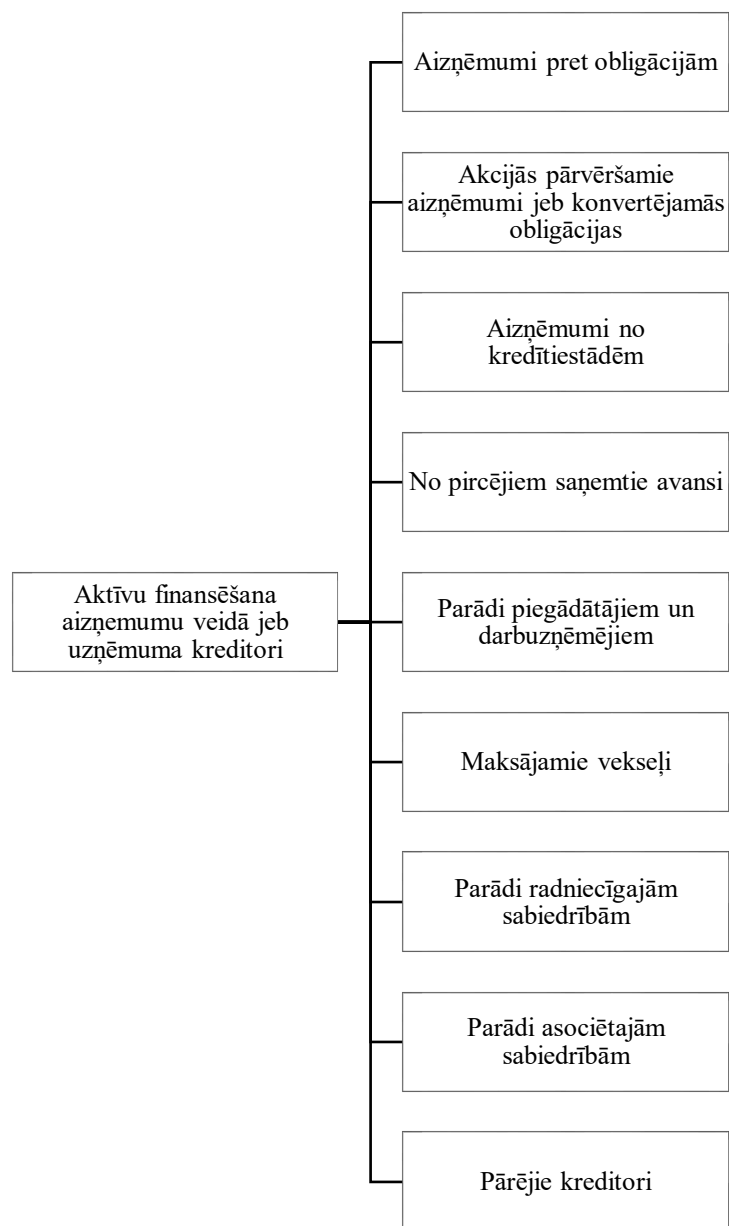 Aizņēmumi pret obligācijām
Akcijās pārvēršamie
aizņēmumi jeb konvertējamās
obligācijas
Aizņēmumi no
kredītiestādēm
No pircējiem saņemtie avansi
Aktīvu finansēšana
aizņemumu veidā jeb
uzņēmuma kreditori
Parādi piegādātājiem un
darbuzņēmējiem
Maksājamie vekseļi
Parādi radniecīgajām
sabiedrībām
Parādi asociētajām
sabiedrībām
Pārējie kreditori